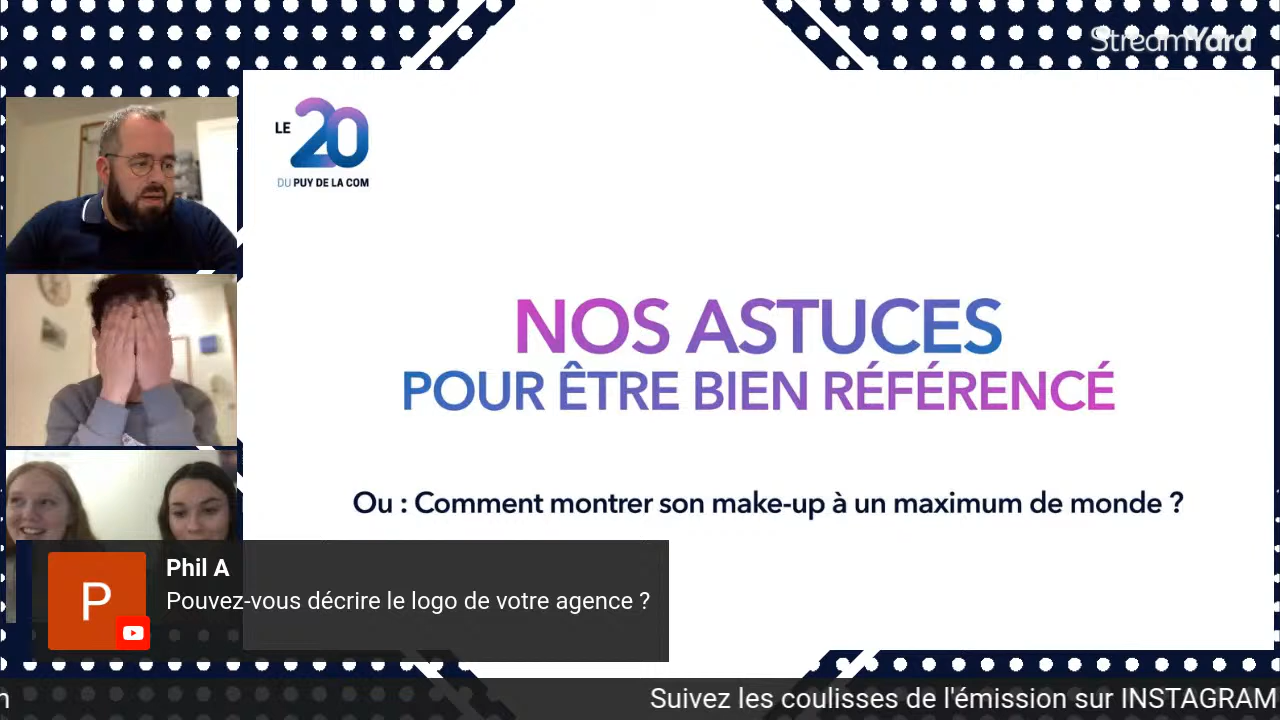 StreamYard
LE 20
DU PUY DE LA COM
NOS ASTUCES
POUR ÊTRE BIEN RÉFÉRENCÉ
Ou : Comment montrer son make-up à un maximum de monde ?
P
Phil A
Pouvez-vous décrire le logo de votre agence ?
Suivez les coulisses de l'émission sur INSTAGRAM